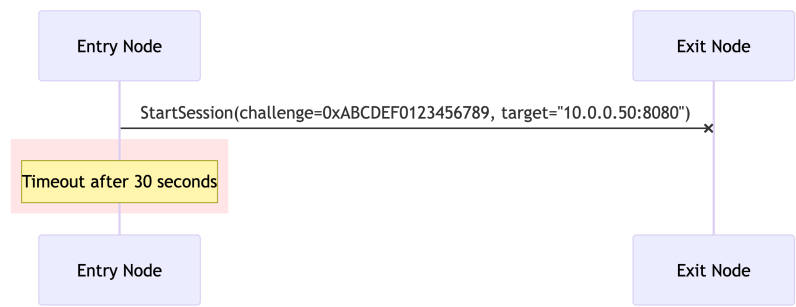 Entry Node
Exit Node
StartSession(challenge=0xABCDEF0123456789, target="10.0.0.50:8080")
Timeout after 30 seconds
Entry Node
Exit Node